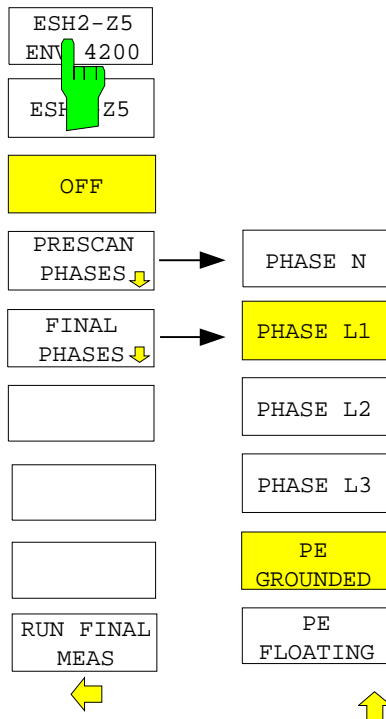 ESH2-Z5
4200
Z5
OFF
PRESCAN
PHASES
FINAL
PHASES
RUN FINAL
MEAS
PHASE N
PHASE L1
PHASE L2
PHASE L3
PE
GROUNDED
PE
FLOATING